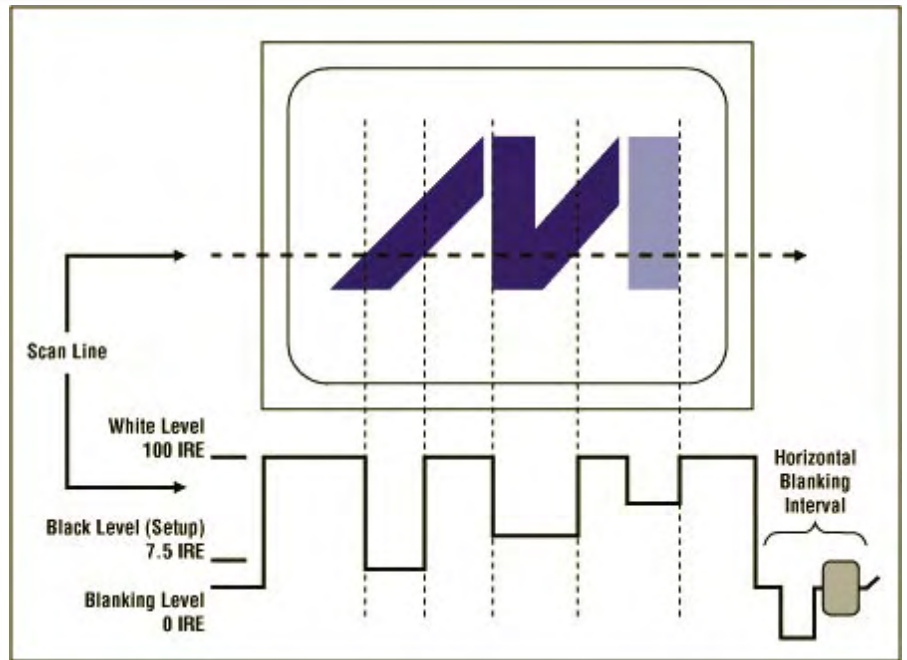 Scan Line
White Level
100 IRE
Black Level (Setup)
7.5 IRE
Blanking Level
0 IRE
Horizontal
Blanking
Interval